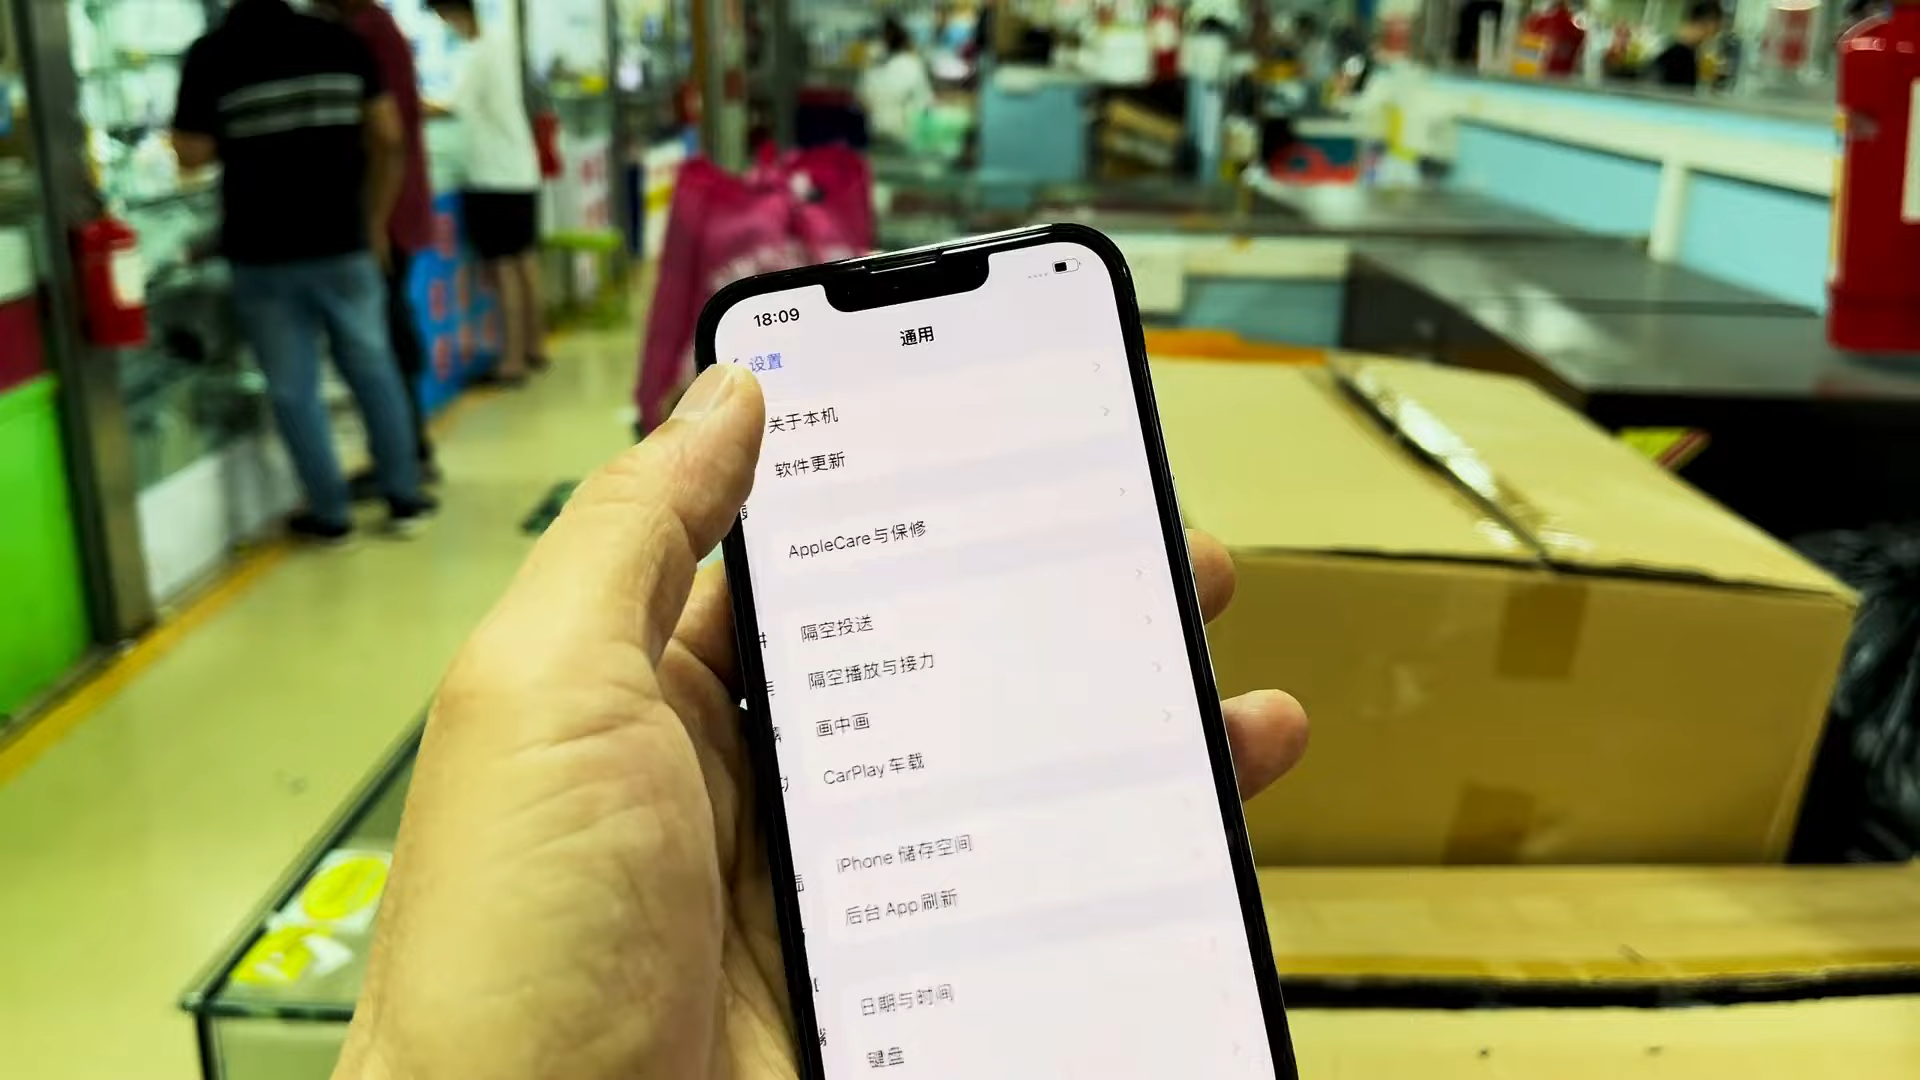 18:09
通用
设置
关于本机
软件更新
AppleCare与保修
隔空投送
隔空播放与接力
画中画
CarPlay 车载
iPhone 储存空间
后台 App 刷新
日期与时间
键盘